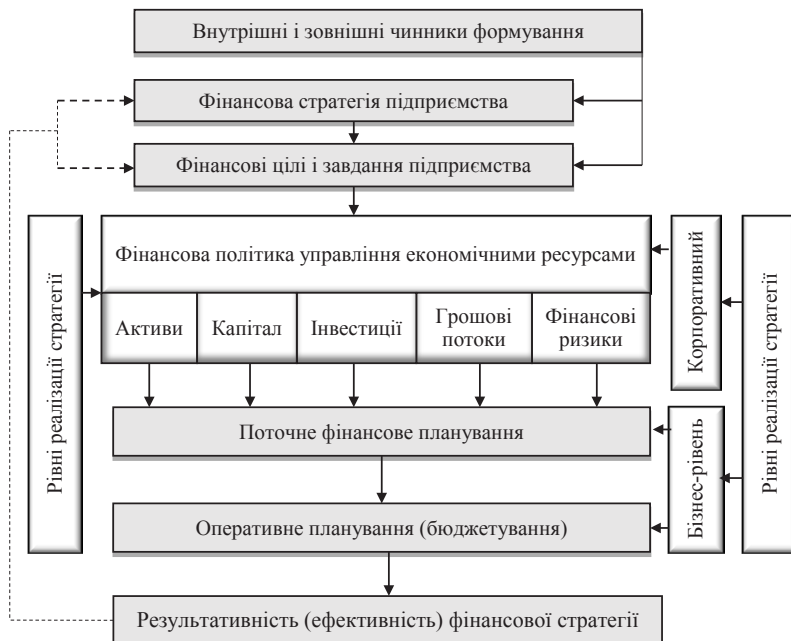 Внутрішні і зовнішні чинники формування
Фінансова стратегія підприємства
Фінансові цілі і завдання підприємства
Рівні реалізації стратегії
Фінансова політика управління економічними ресурсами
Активи
Капітал
Інвестиції
Грошові
потоки
Фінансові
ризики
Корпоративний
Рівні реалізації стратегії
Поточне фінансове планування
Бізнес-рівень
Оперативне планування (бюджетування)
Результативність (ефективність) фінансової стратегії